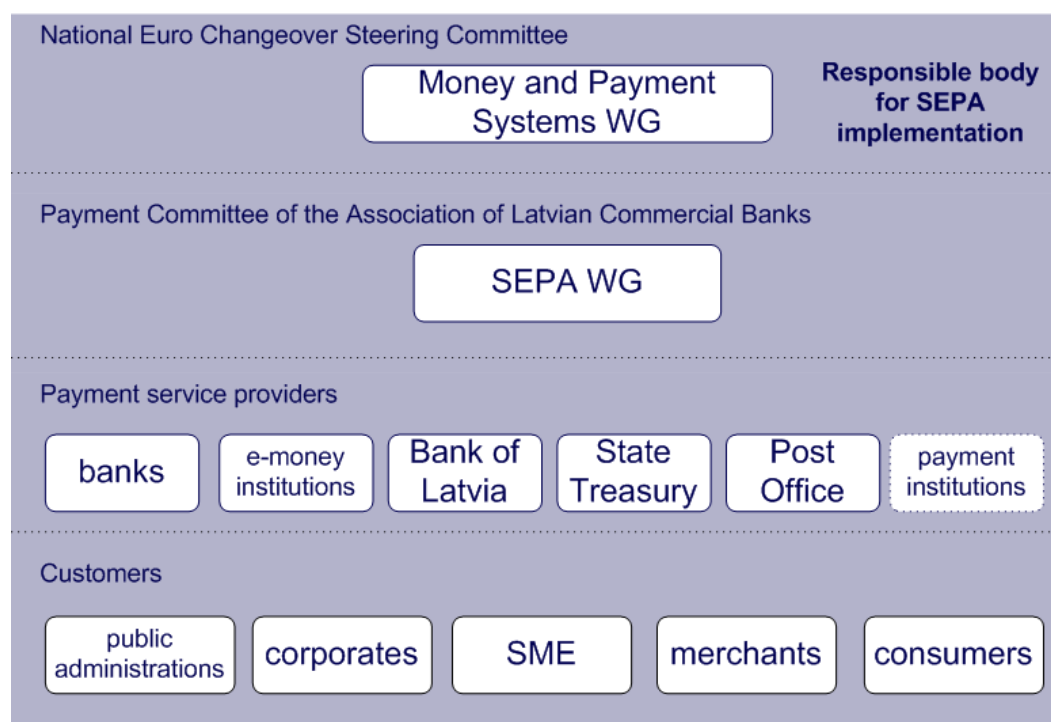 National Euro Changeover Steering Committee
Money and Payment
Systems WG
Responsible body
for SEPA
implementation
Payment Committee of the Association of Latvian Commercial Banks
SEPA WG
Payment service providers
banks
e-money
institutions
Bank of
Latvia
State
Treasury
Post
Office
payment
institutions
Customers
public
administrations
corporates
SME
merchants
consumers